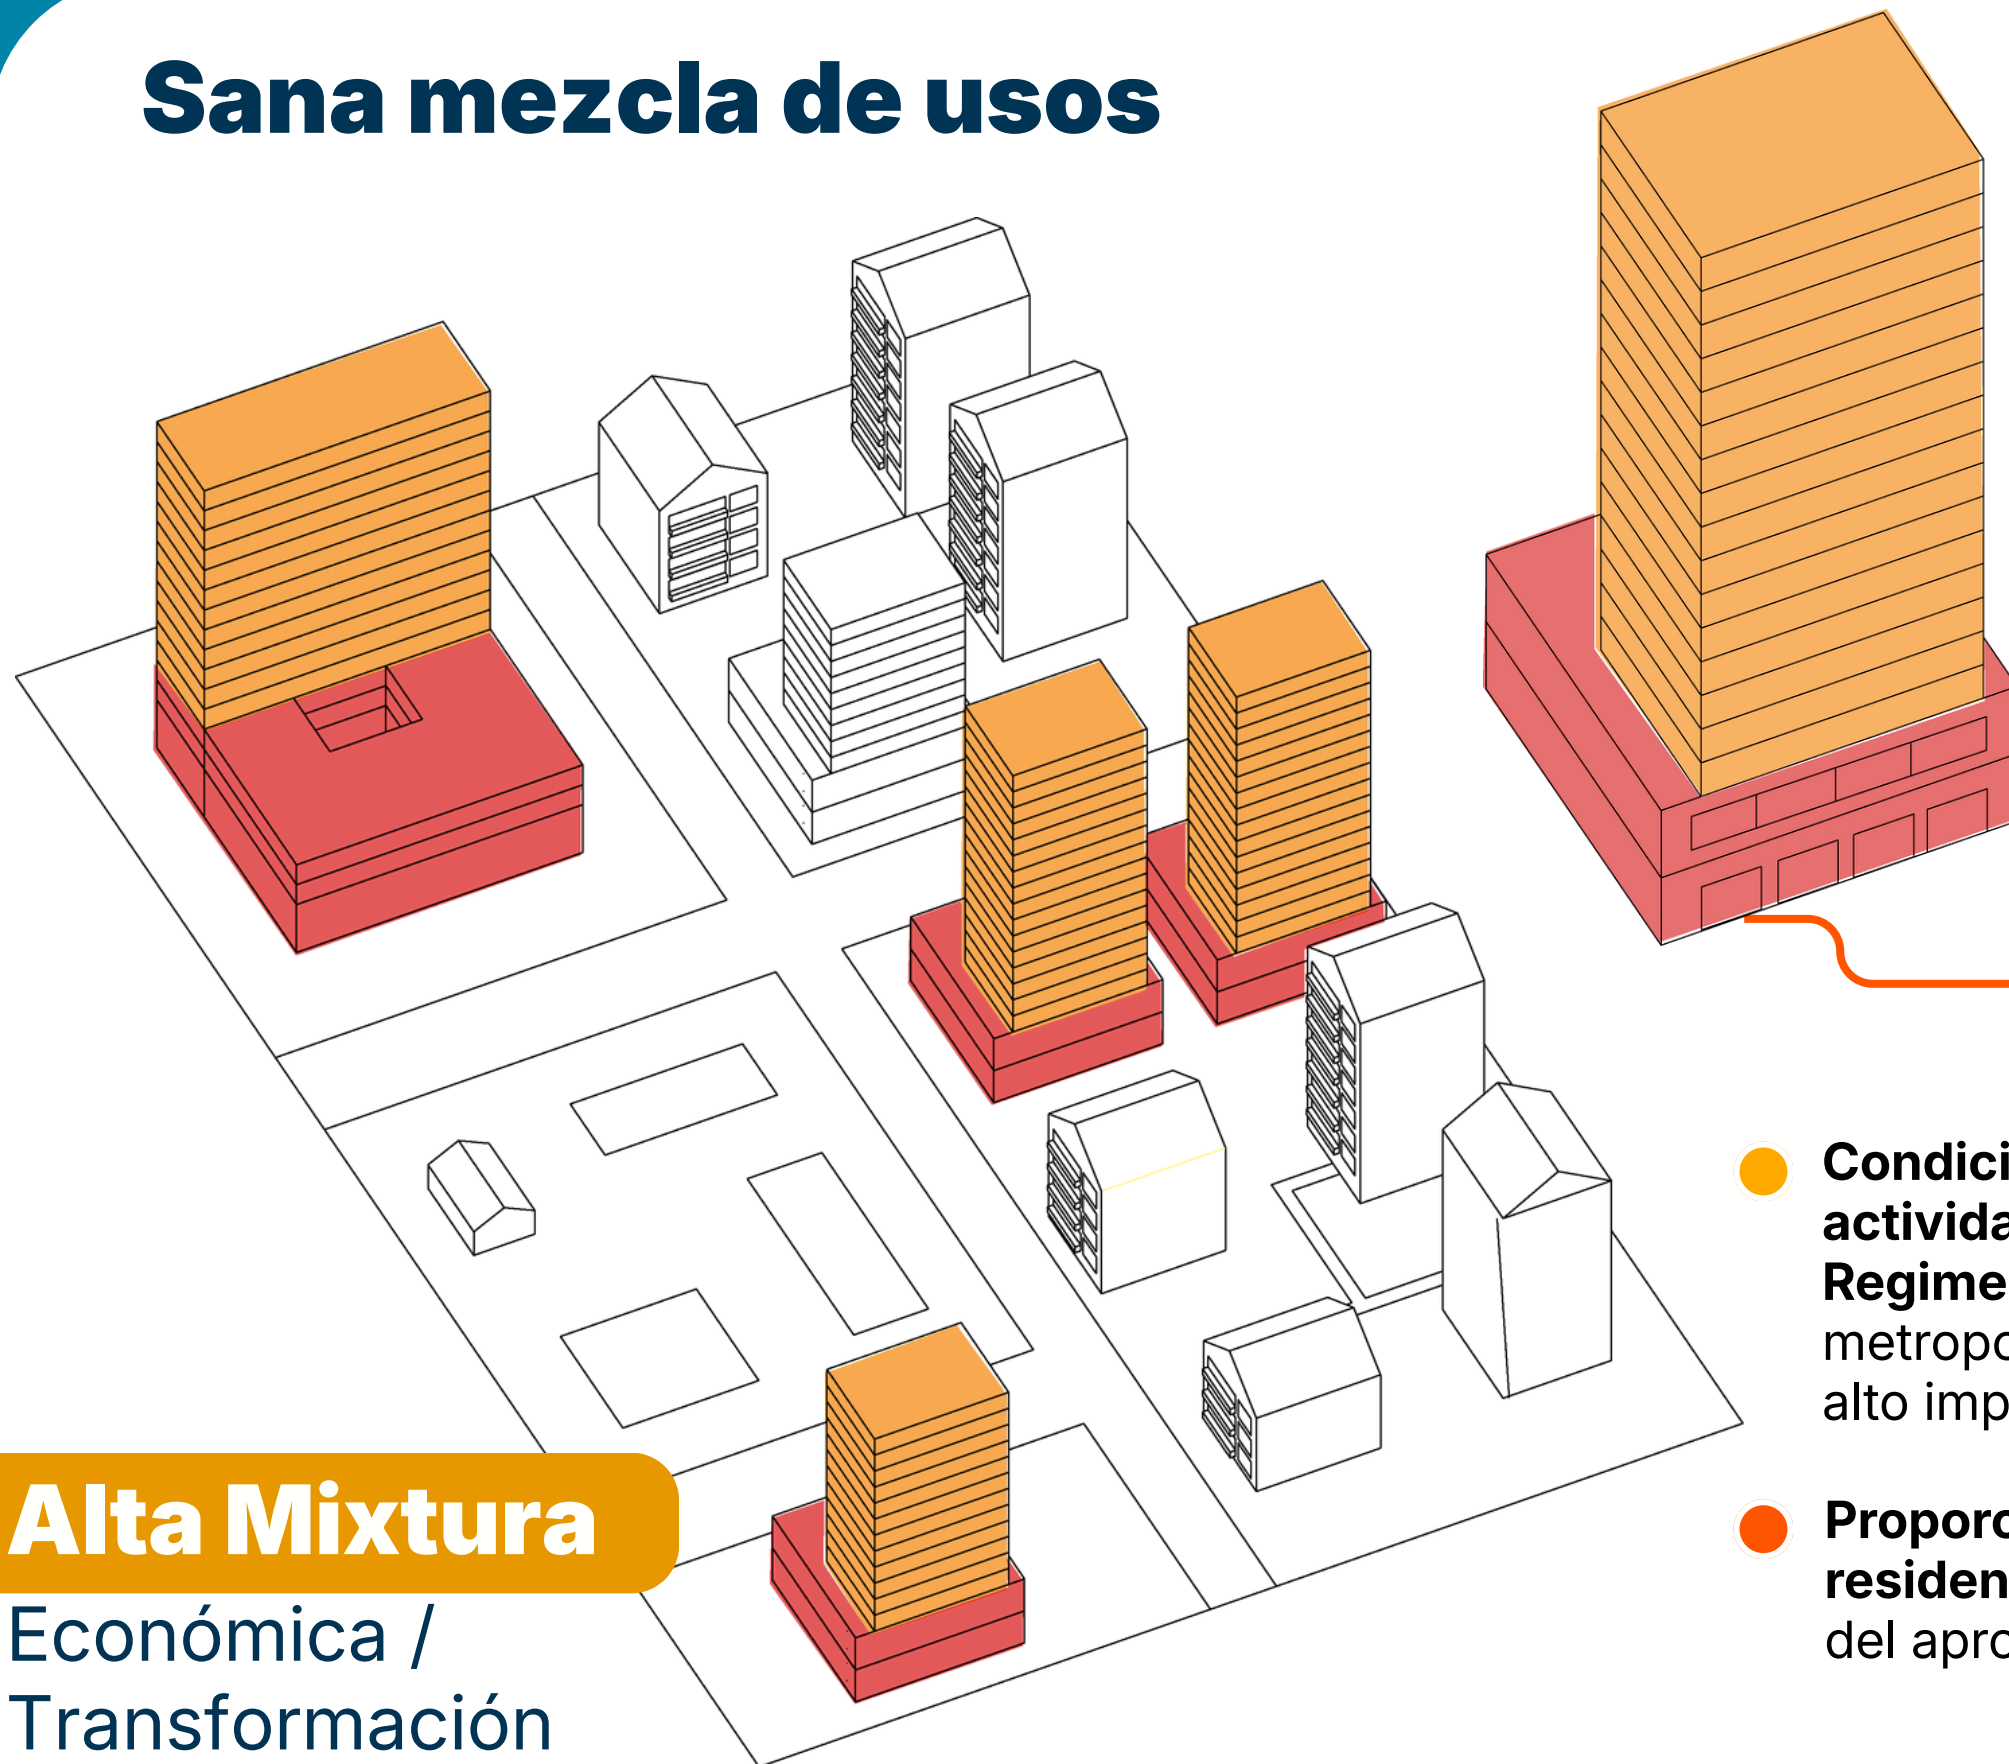 Sana mezcla de usos
Alta Mixtura
Económica /
Transformación
Condici
activida
Regime
metropo
alto imp
Proporc
residen
del apro